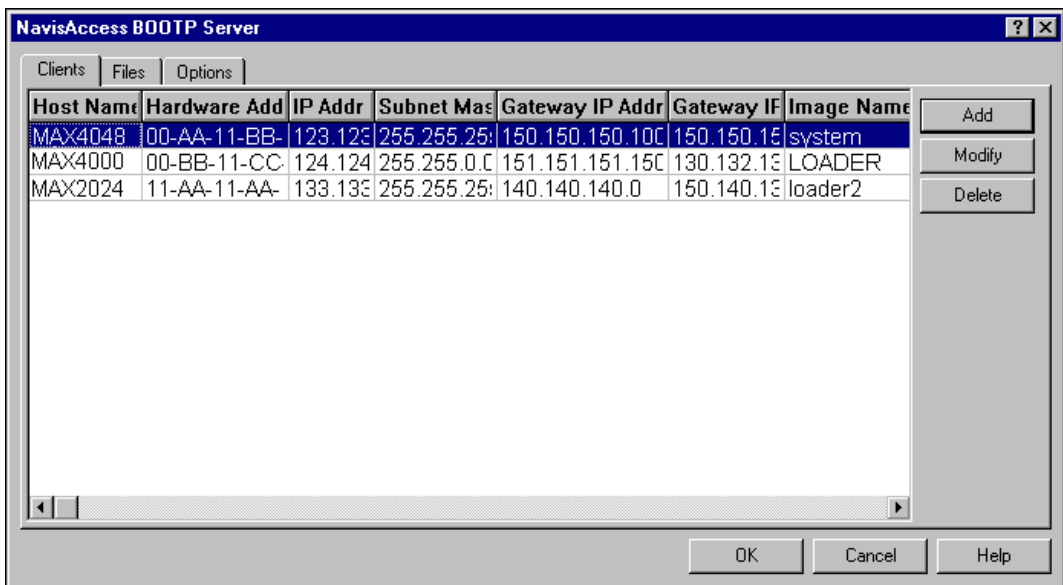 NavisAccess BOOTP Server
Clients Files Options
Host Name Hardware Add IP Addr Subnet Mas Gateway IP Addr Gateway IF Image Name
MAX4048 00-AA-11-BB- 123.123 255.255.25 150.150.150.100 150.150.15 system
MAX4000 00-BB-11-CC- 124.124 255.255.0.0 151.151.151.150 130.132.13 LOADER
MAX2024 11-AA-11-AA- 133.133 255.255.25 140.140.140.0 150.140.13 loader2
Add
Modify
Delete
OK Cancel Help